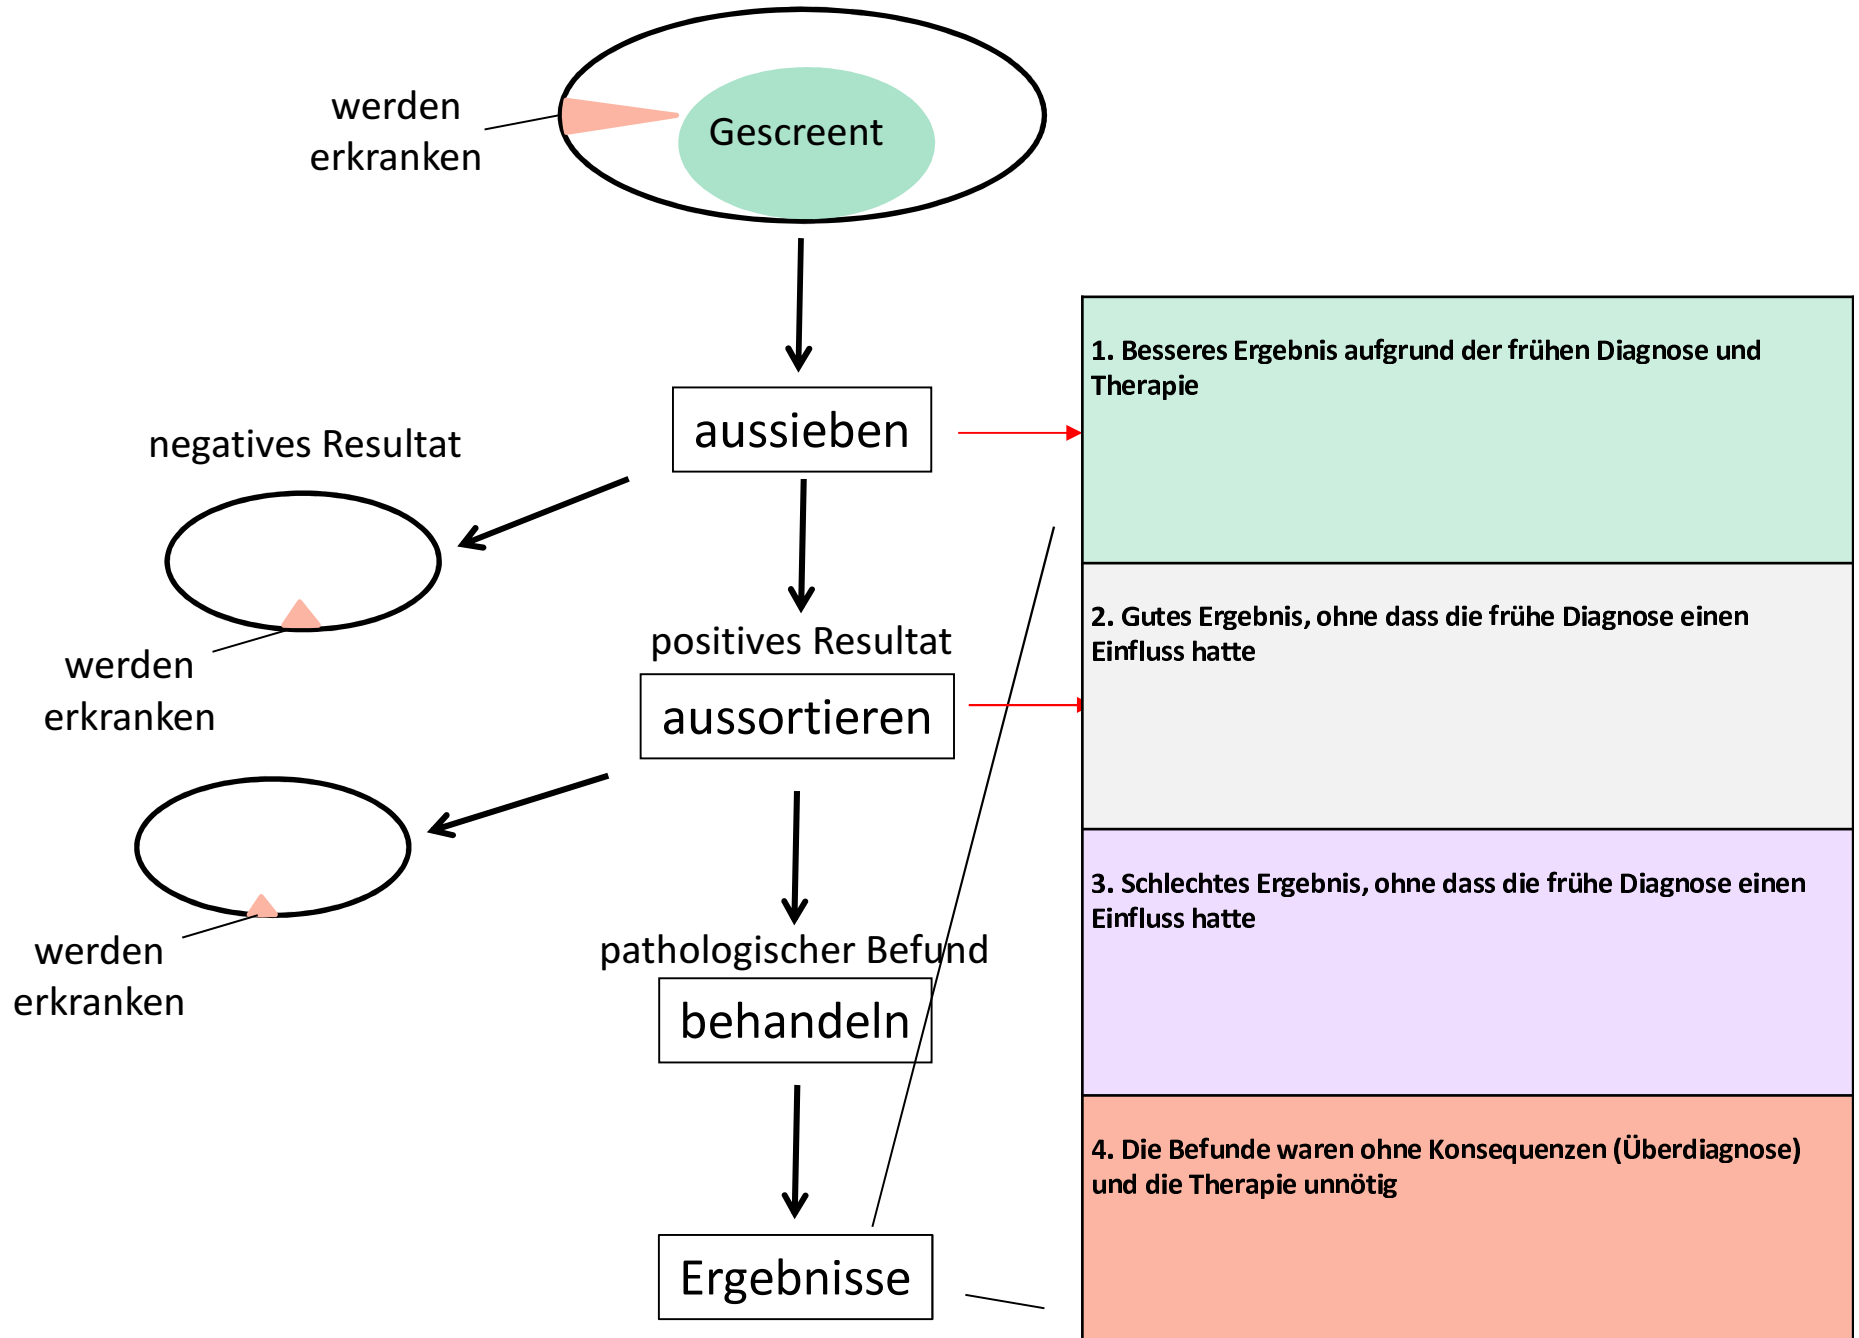 werden
erkranken
Gescreent
aussieben
negatives Resultat
werden
erkranken
positives Resultat
aussortieren
werden
erkranken
pathologischer Befund
behandeln
Ergebnisse
1. Besseres Ergebnis aufgrund der frühen Diagnose und
Therapie
2. Gutes Ergebnis, ohne dass die frühe Diagnose einen
Einfluss hatte
3. Schlechtes Ergebnis, ohne dass die frühe Diagnose einen
Einfluss hatte
4. Die Befunde waren ohne Konsequenzen (Überdiagnose)
und die Therapie unnötig